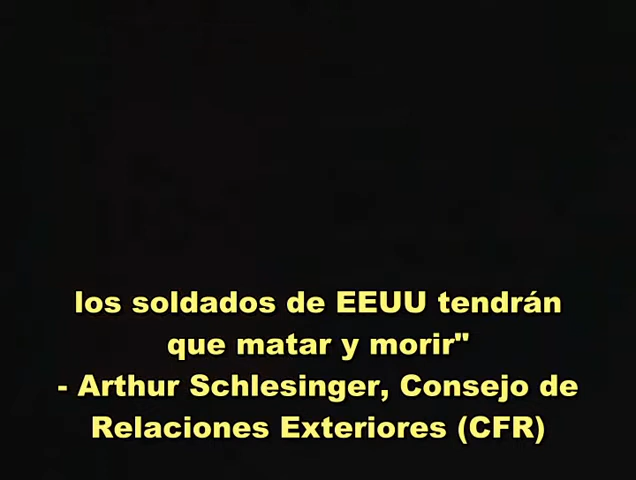 los soldados de EEUU tendrán
que matar y morir"
- Arthur Schlesinger, Consejo de
Relaciones Exteriores (CFR)